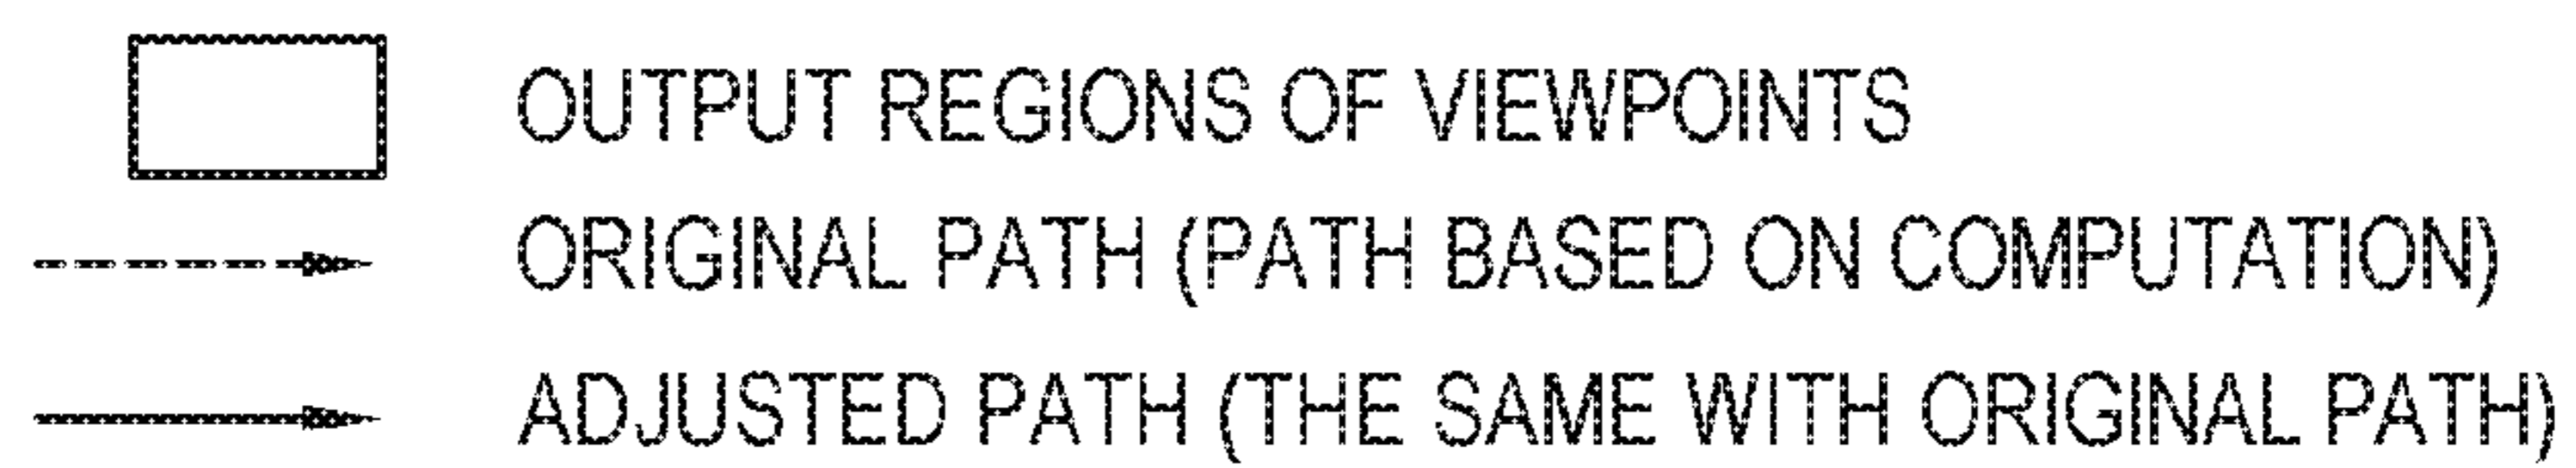 OUTPUT REGIONS OF VIEWPOINTS
ORIGINAL PATH (PATH BASED ON COMPUTATION)
ADJUSTED PATH (THE SAME WITH ORIGINAL PATH)